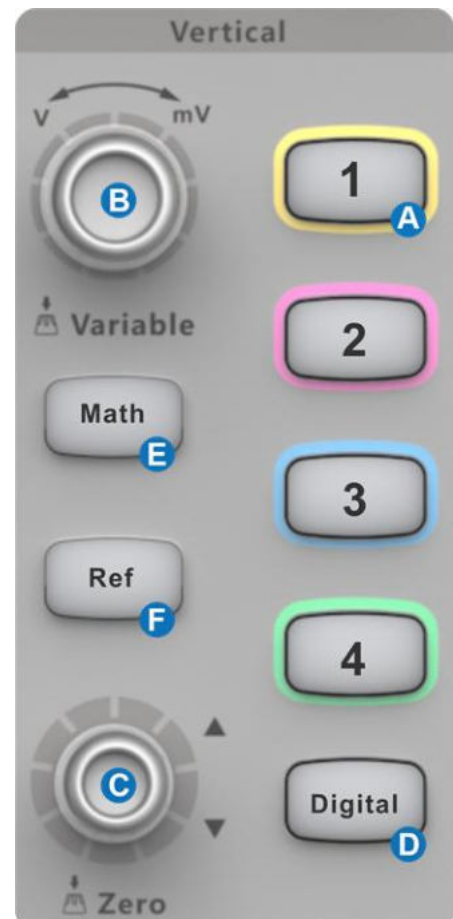 Vertical
V mV
B
1
A
Variable
2
Math
E
3
Ref
F
4
C
Digital
D
Zero